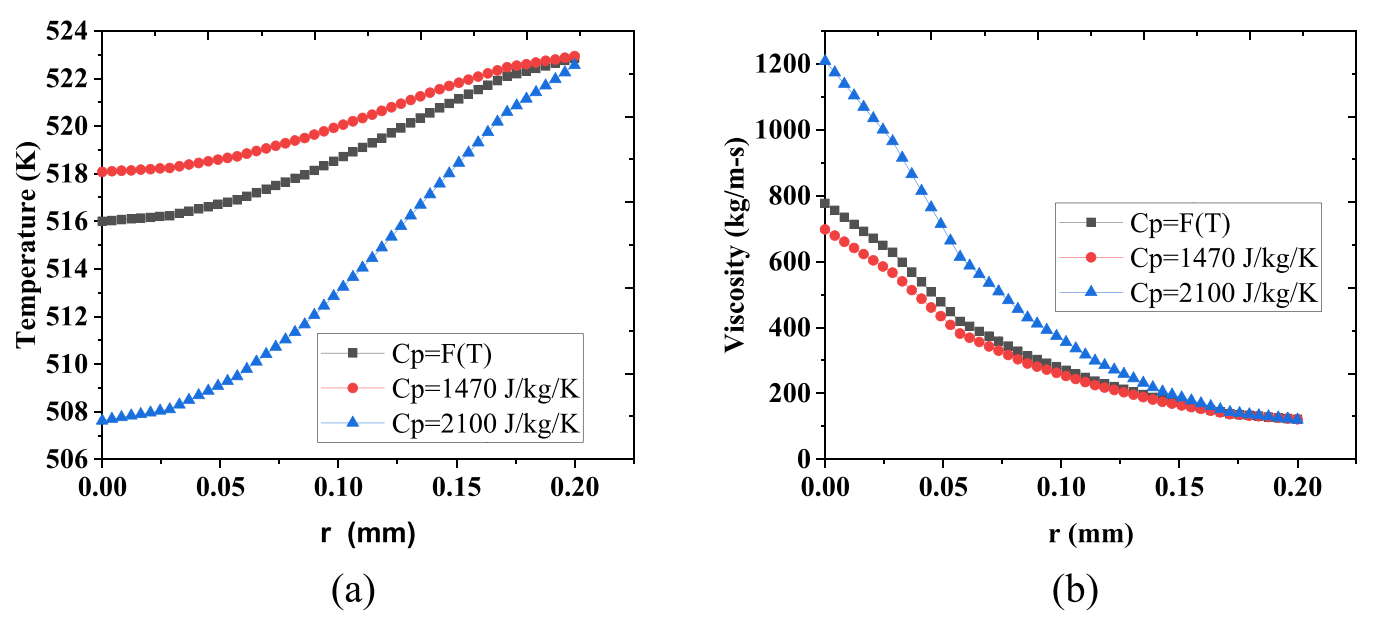 524
522
520
518
516
514
512
510
508
506
Temperature (K)
0.00 0.05 0.10 0.15 0.20
r (mm)
Cp=F(T)
Cp=1470 J/kg/K
Cp=2100 J/kg/K
(a)
1200
1000
800
600
400
200
0
Viscosity (kg/m-s)
0.00 0.05 0.10 0.15 0.20
r (mm)
Cp=F(T)
Cp=1470 J/kg/K
Cp=2100 J/kg/K
(b)